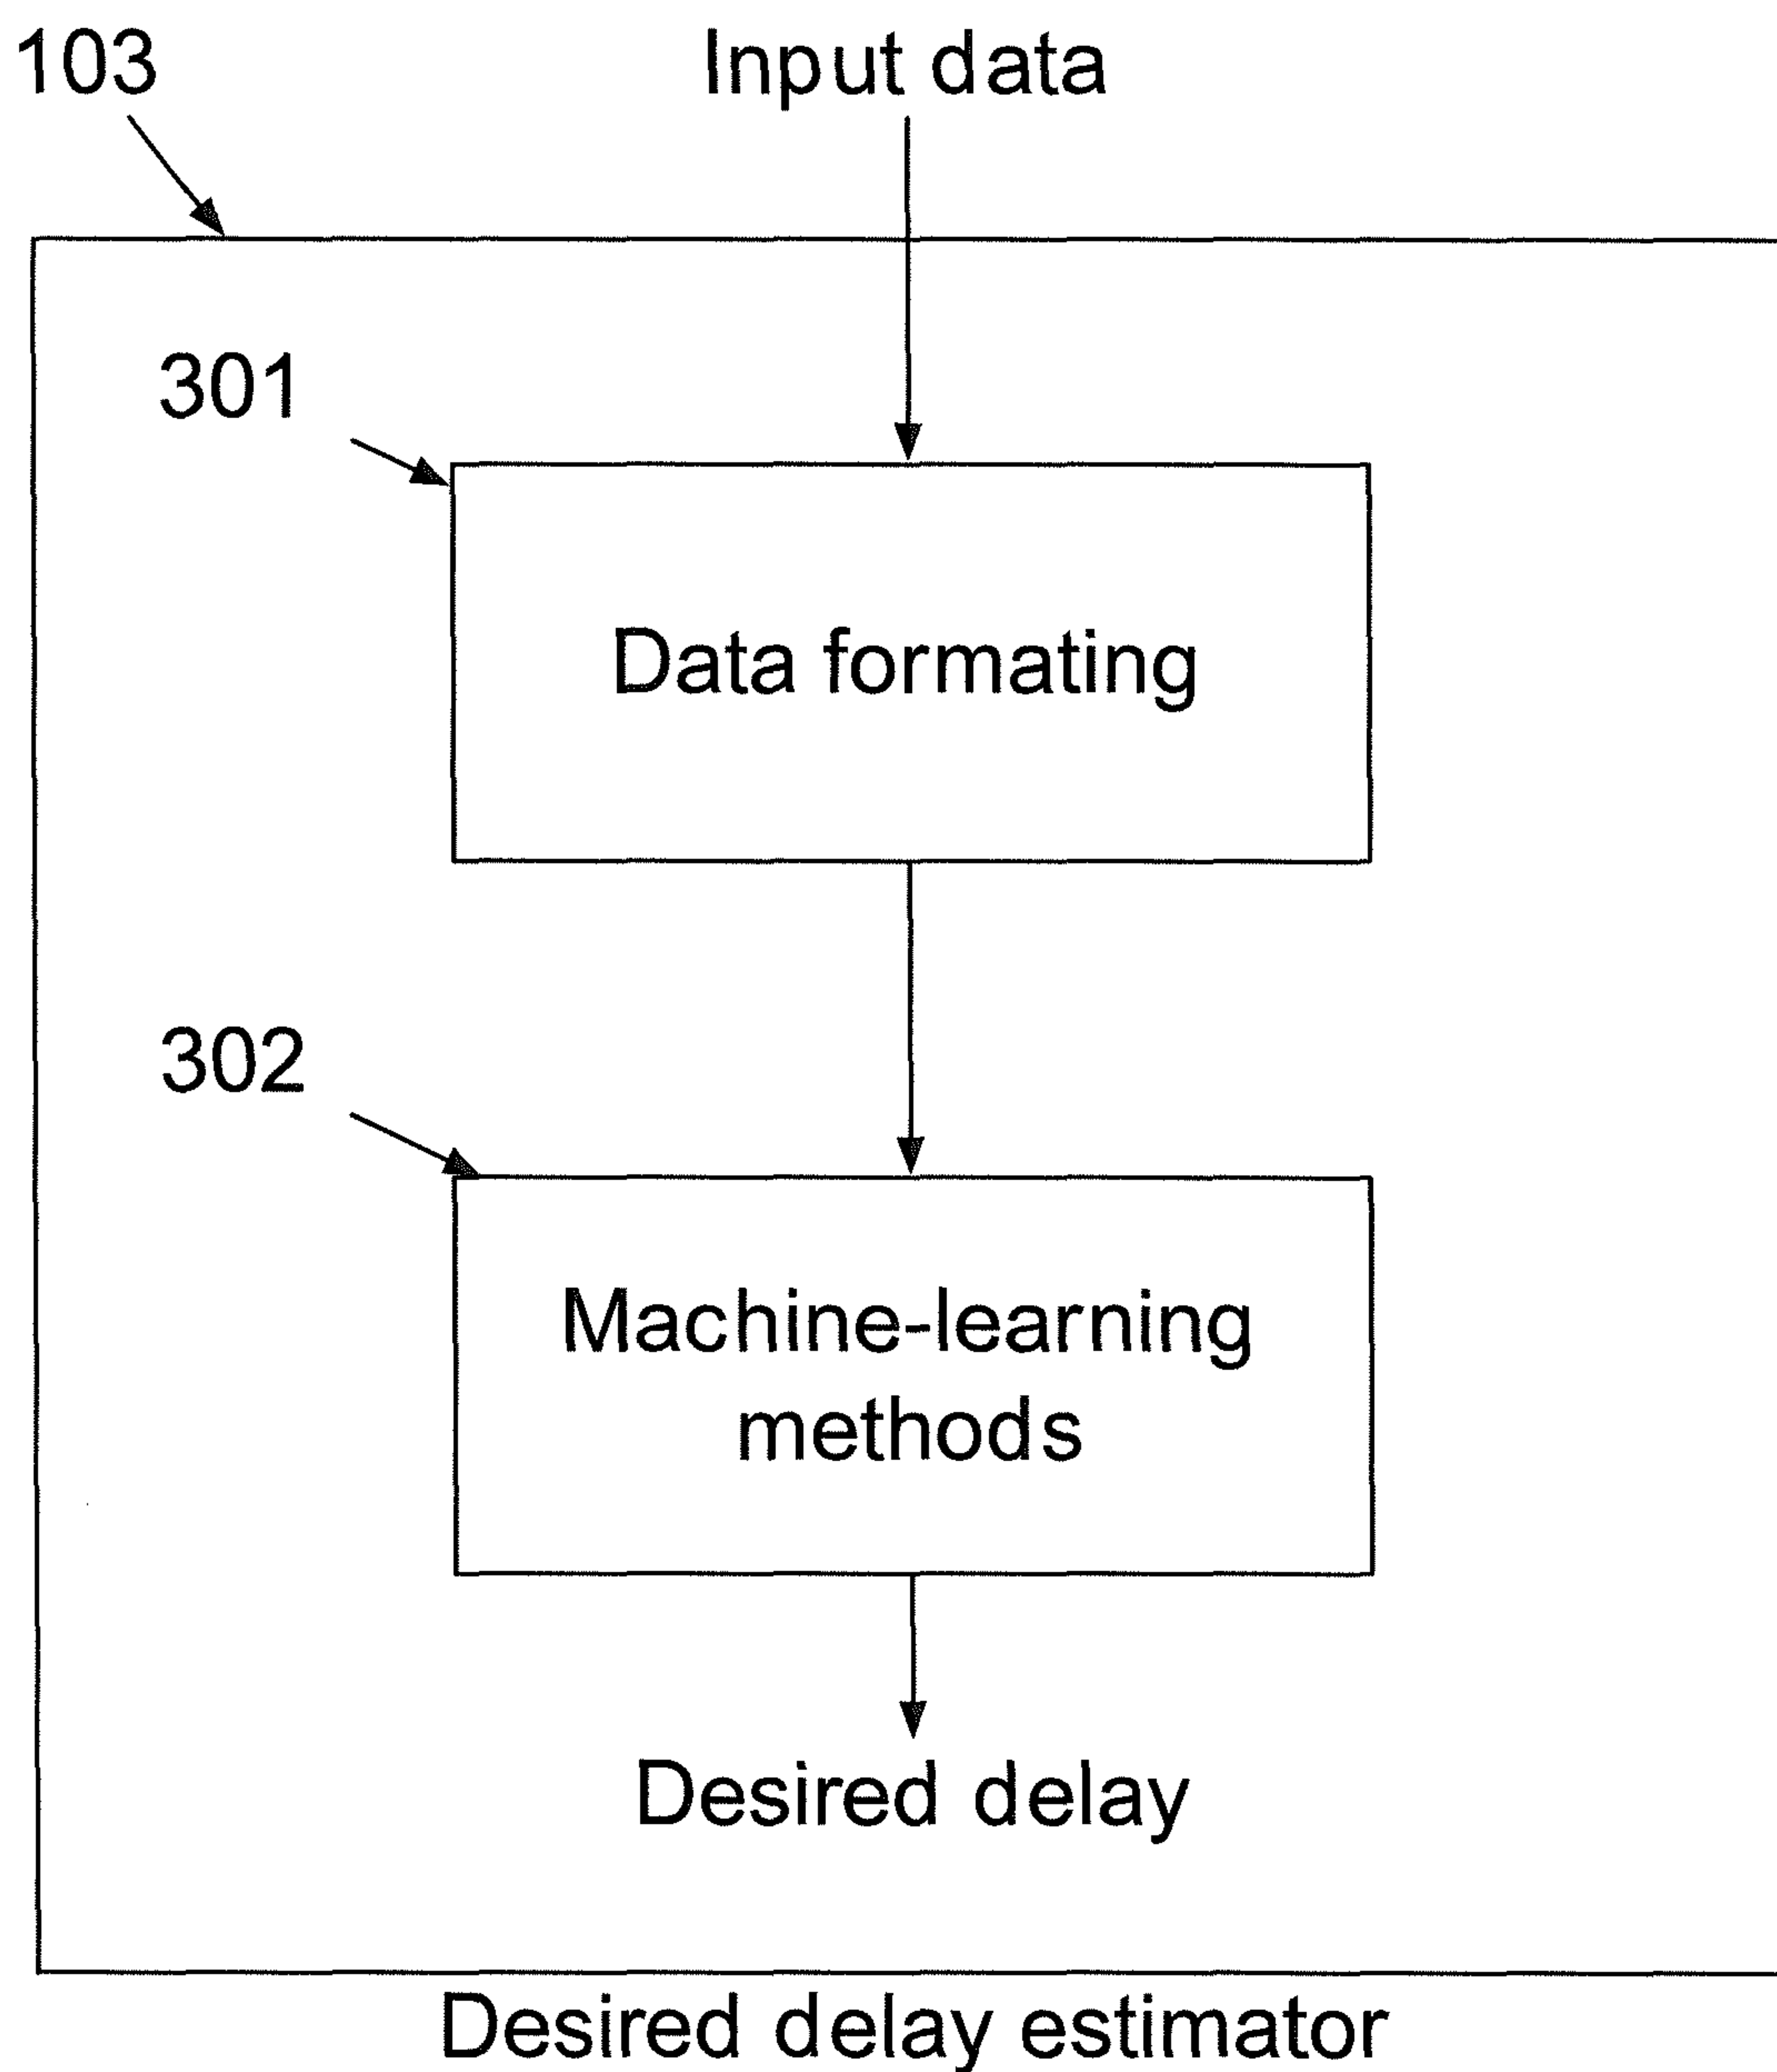 103
Input data
301
Data formating
302
Machine-learning
methods
Desired delay
Desired delay estimator